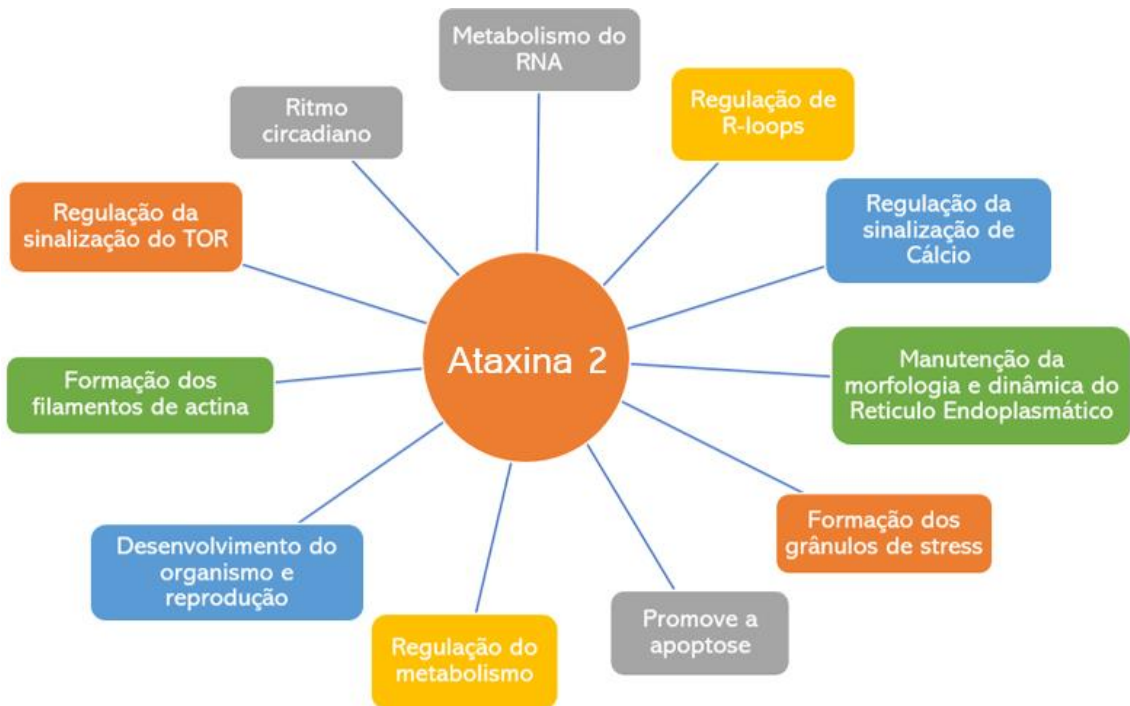 Metabolismo do
RNA
Regulação de
R-loops
Ritmo
circadiano
Regulação da
sinalização do TOR
Regulação da
sinalização de
Cálcio
Ataxina 2
Formação dos
filamentos de actina
Manutenção da
morfologia e dinâmica do
Reticulo Endoplasmático
Formação dos
grânulos de stress
Desenvolvimento do
organismo e
reprodução
Promove a
apoptose
Regulação do
metabolismo